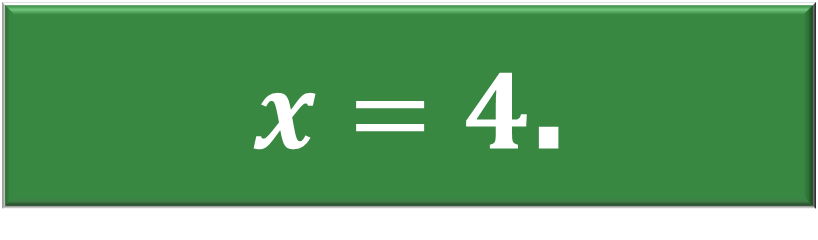 x = 4.